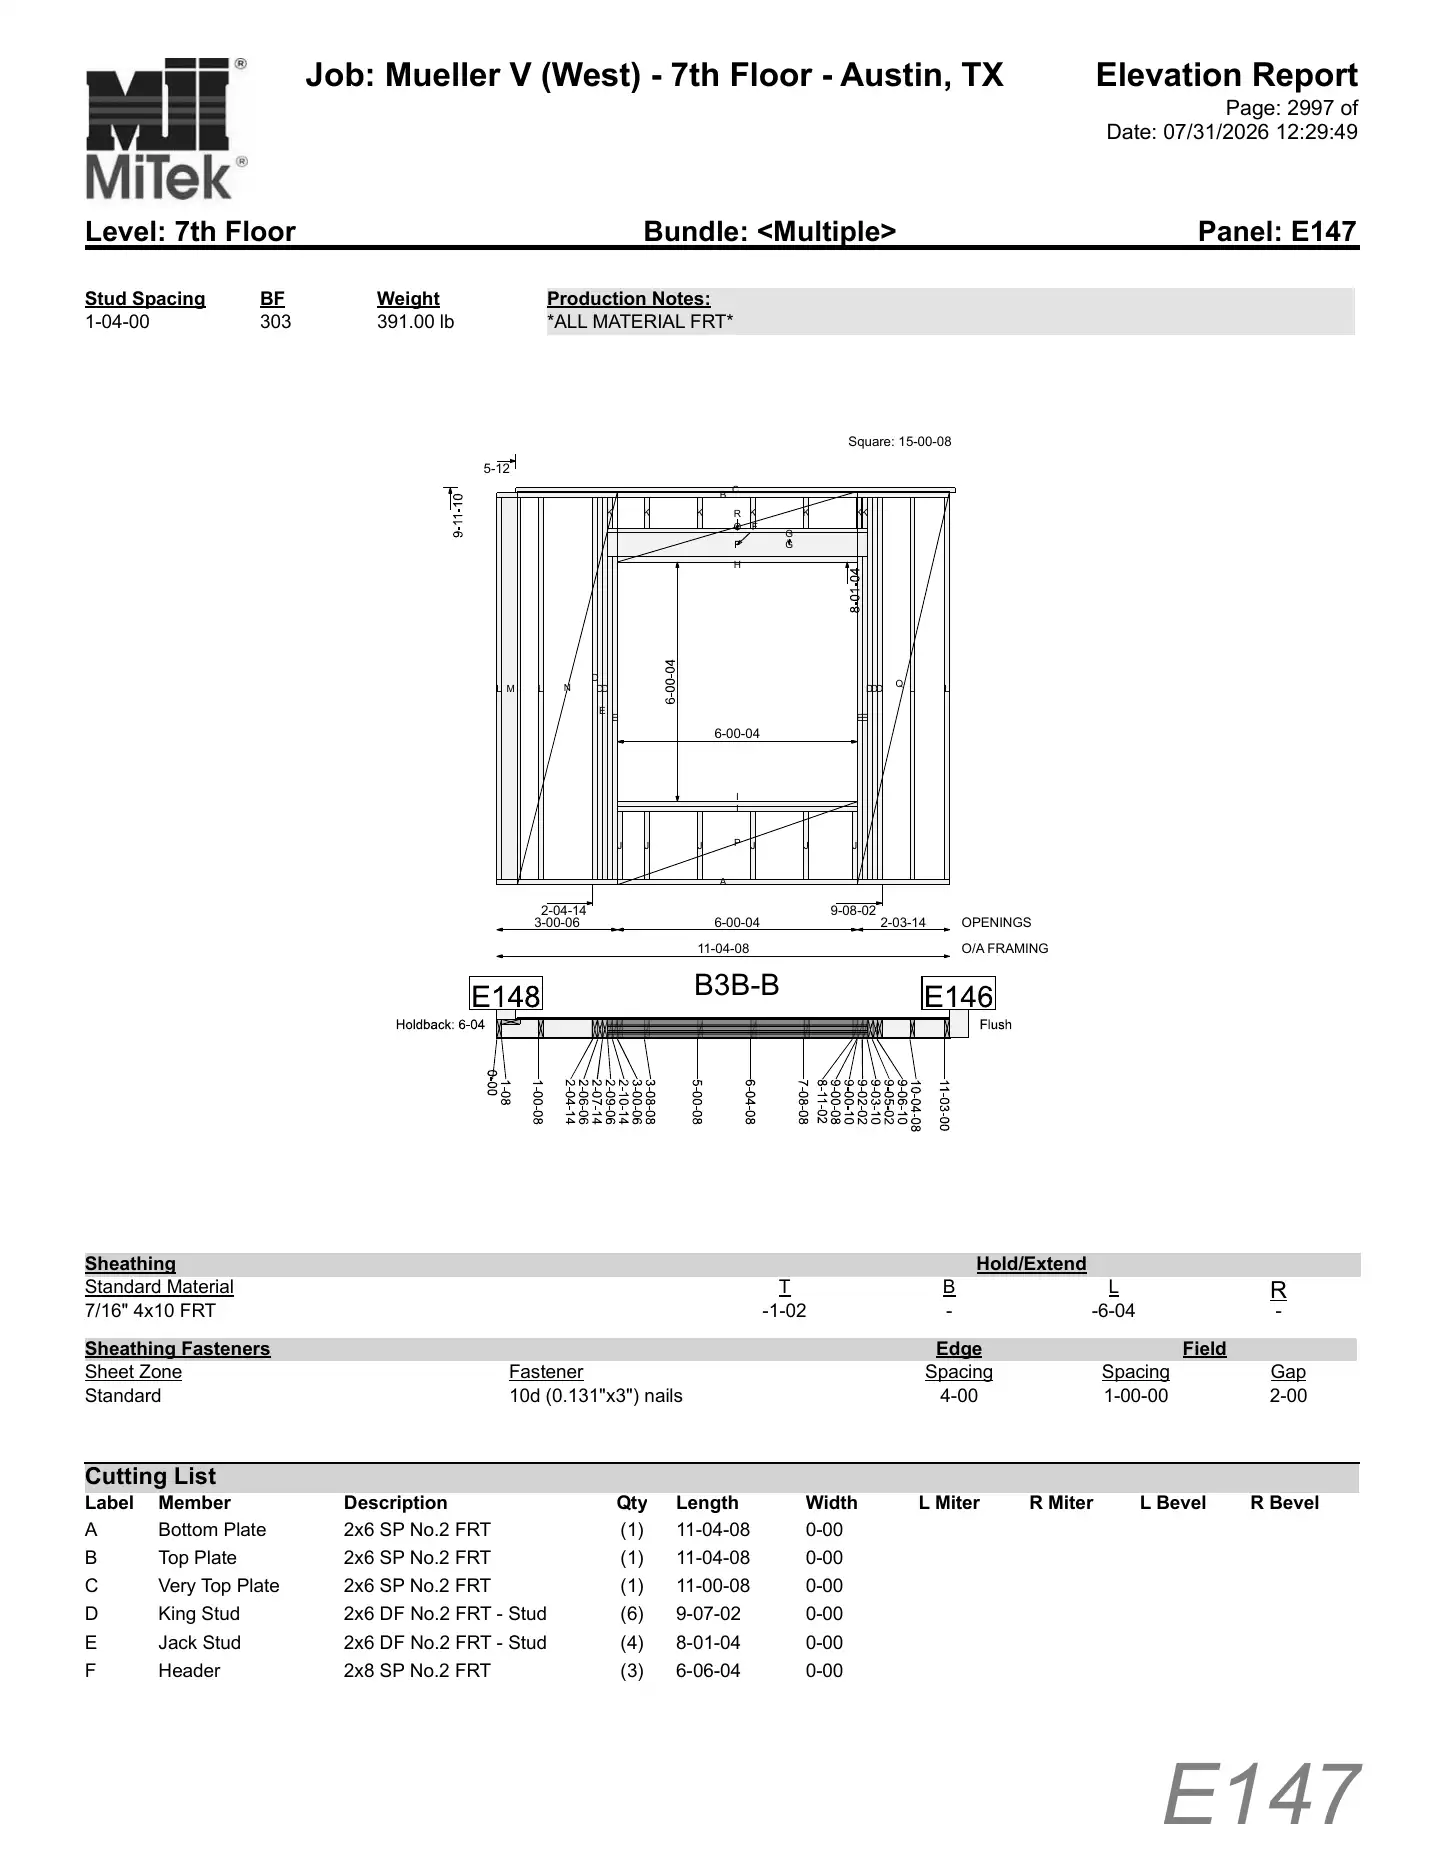 Job: Mueller V (West) - 7th Floor - Austin, TX
Elevation Report
Page: 2997 of
Date: 07/31/2026 12:29:49
MiTek®
Level: 7th Floor Bundle: <Multiple> Panel: E147
Stud Spacing BF Weight Production Notes:
1-04-00 303 391.00 lb *ALL MATERIAL FRT*
Square: 15-00-08
5-12
9-11-10
C
B
K K K K K K K
R
F
G
G
H
8-01-04
6-00-04
L M L N D D D D D D Q L
E E E E
6-00-04
I
I
J J J P J J J
A
2-04-14 9-08-02
3-00-06 6-00-04 2-03-14 OPENINGS
11-04-08 O/A FRAMING
E148 B3B-B E146
Holdback: 6-04 Flush
0-00 1-08 1-00-08 2-04-14 2-06-06 2-07-14 2-09-06 2-10-14 3-00-06 3-08-08 5-00-08 6-04-08 7-08-08 8-11-02 9-00-08 9-00-10 9-02-02 9-03-10 9-05-02 9-06-10 10-04-08 11-03-00
Sheathing Hold/Extend
Standard Material T B L R
7/16" 4x10 FRT -1-02 - -6-04 -
Sheathing Fasteners Edge Field
Sheet Zone Fastener Spacing Spacing Gap
Standard 10d (0.131"x3") nails 4-00 1-00-00 2-00
Cutting List
Label Member Description Qty Length Width L Miter R Miter L Bevel R Bevel
A Bottom Plate 2x6 SP No.2 FRT (1) 11-04-08 0-00
B Top Plate 2x6 SP No.2 FRT (1) 11-04-08 0-00
C Very Top Plate 2x6 SP No.2 FRT (1) 11-00-08 0-00
D King Stud 2x6 DF No.2 FRT - Stud (6) 9-07-02 0-00
E Jack Stud 2x6 DF No.2 FRT - Stud (4) 8-01-04 0-00
F Header 2x8 SP No.2 FRT (3) 6-06-04 0-00
E147